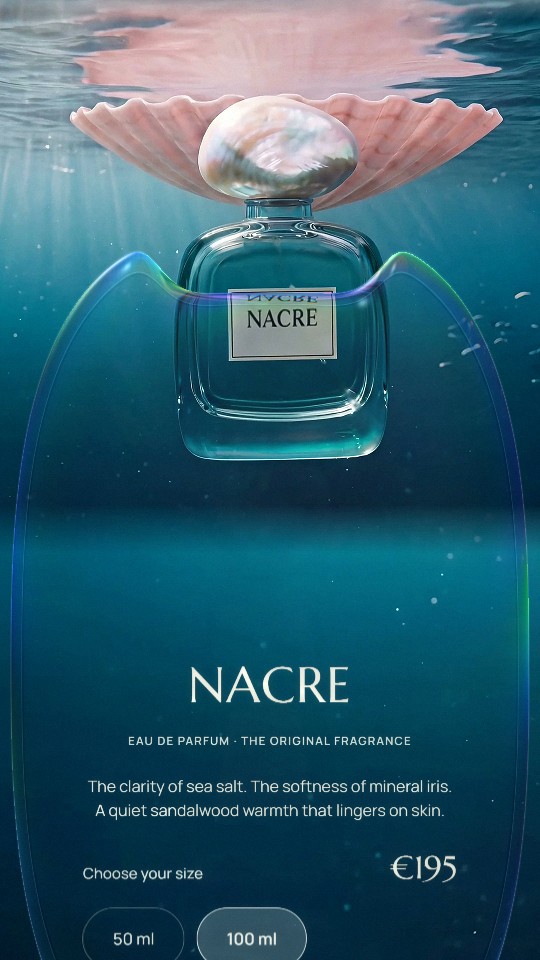 NACRE
NACRE
NACRE
EAU DE PARFUM · THE ORIGINAL FRAGRANCE
The clarity of sea salt. The softness of mineral iris.
A quiet sandalwood warmth that lingers on skin.
Choose your size
€195
50 ml
100 ml